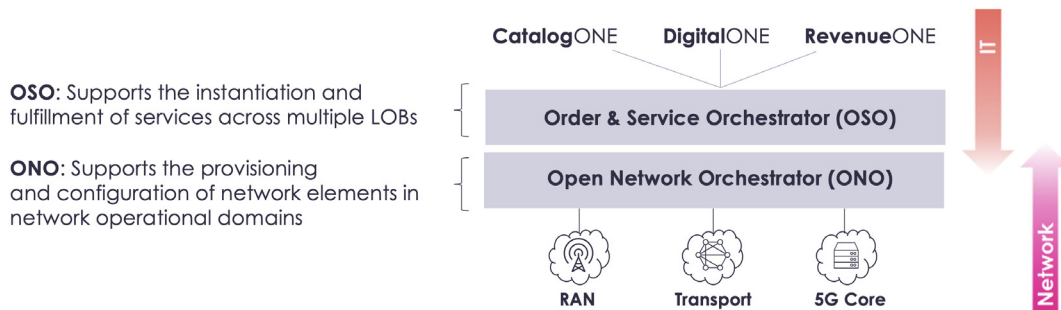 CatalogONE DigitalONE RevenueONE
IT
OSO: Supports the instantiation and
fulfillment of services across multiple LOBs
Order & Service Orchestrator (OSO)
ONO: Supports the provisioning
and configuration of network elements in
network operational domains
Open Network Orchestrator (ONO)
RAN Transport 5G Core
Network